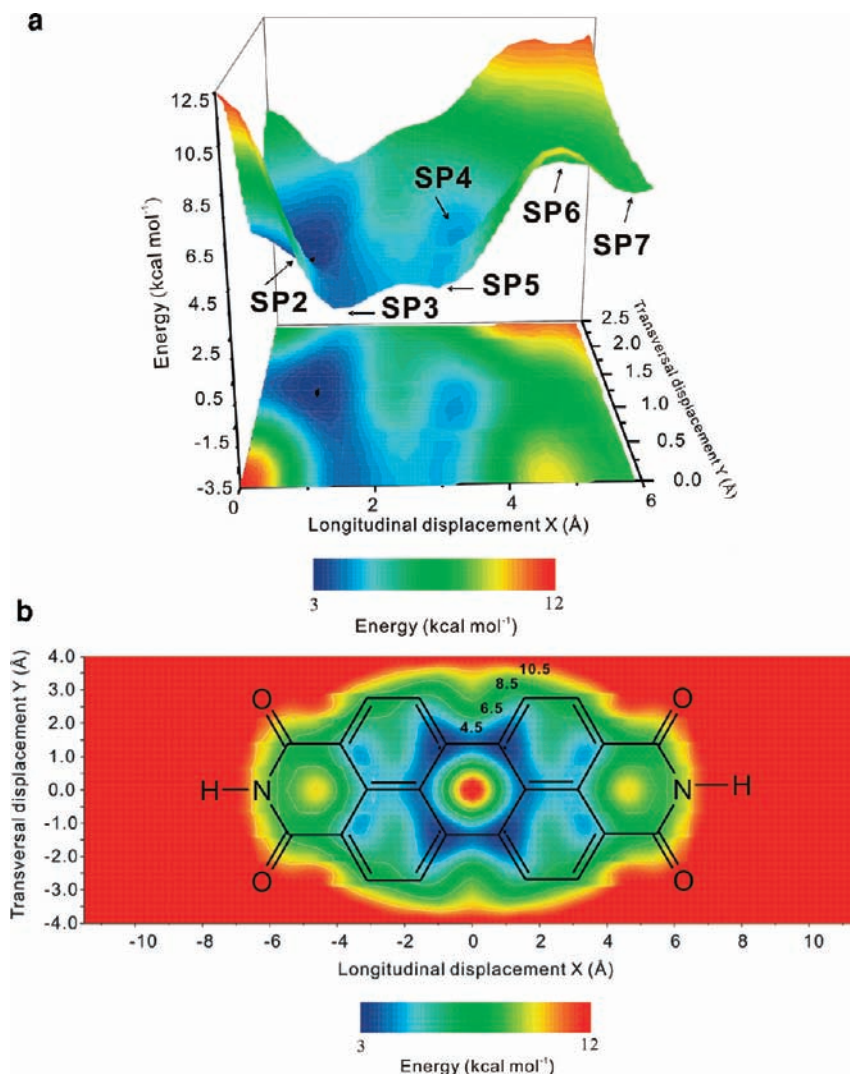 a
12.5
10.5
8.5
6.5
4.5
2.5
0.5
-1.5
-3.5
Energy (kcal mol⁻¹)
SP4
SP6
SP7
SP2
SP5
SP3
2.5
2.0
1.5
1.0
0.5
0.0
Transversal displacement Y (Å)
0 2 4 6
Longitudinal displacement X (Å)
3 12
Energy (kcal mol⁻¹)
b
4.0
3.0
2.0
1.0
0.0
-1.0
-2.0
-3.0
-4.0
Transversal displacement Y (Å)
10.5
8.5
6.5
4.5
O O
H N N H
O O
-10 -8 -6 -4 -2 0 2 4 6 8 10
Longitudinal displacement X (Å)
3 12
Energy (kcal mol⁻¹)